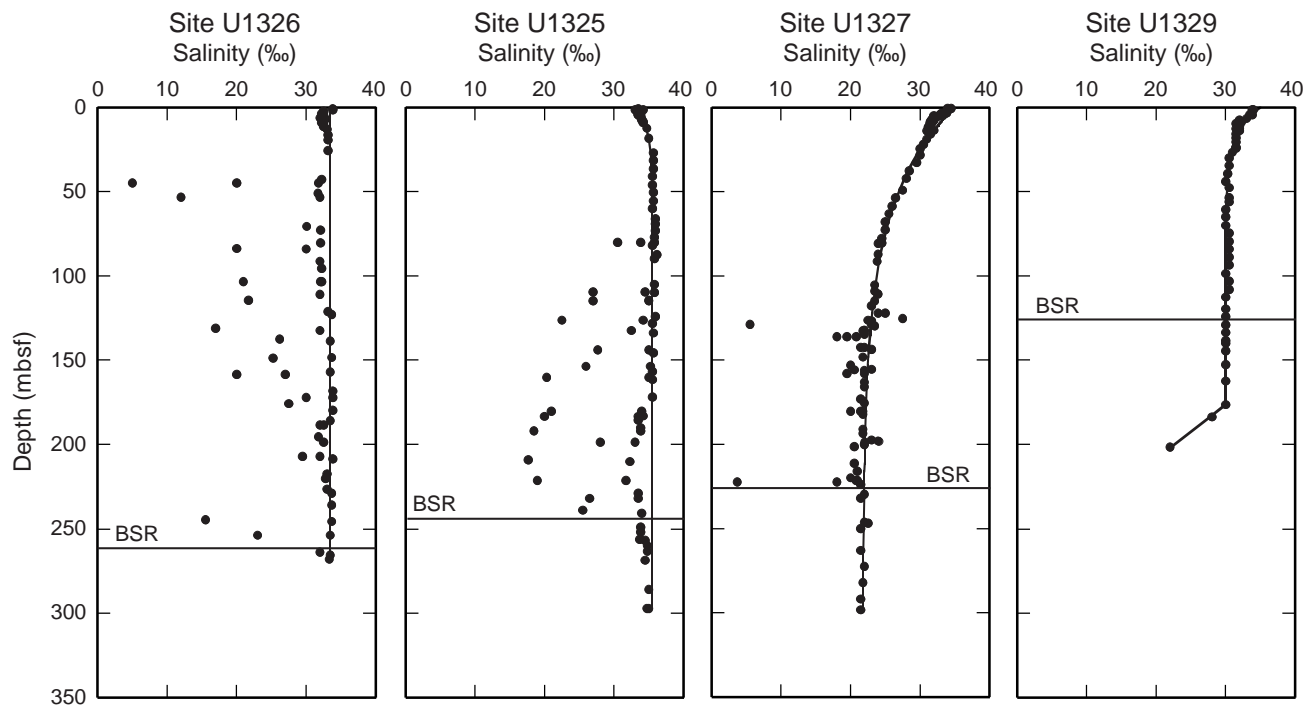 Site U1326
Salinity (‰)
Site U1325
Salinity (‰)
Site U1327
Salinity (‰)
Site U1329
Salinity (‰)
0 10 20 30 40
0 10 20 30 40
0 10 20 30 40
0 10 20 30 40
0
50
100
150
200
250
300
350
Depth (mbsf)
BSR
BSR
BSR
BSR